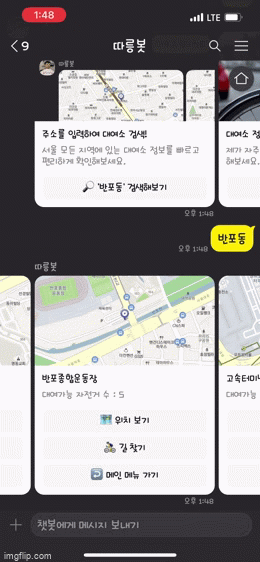 1:48
LTE
9
따릉봇
따릉봇
주소를 입력하여 대여소 검색!
서울 모든 지역에 있는 대여소 정보를 빠르고
편리하게 확인해보세요.
'반포동' 검색해보기
대여소 정
제가 자주
해보세요.
오후 1:48
반포동
오후 1:48
따릉봇
반포종합운동장
대여가능 자전거 수 : 5
위치 보기
길 찾기
메인 메뉴 가기
고속터미
대여가능
오후 1:48
챗봇에게 메시지 보내기
imgflip.com